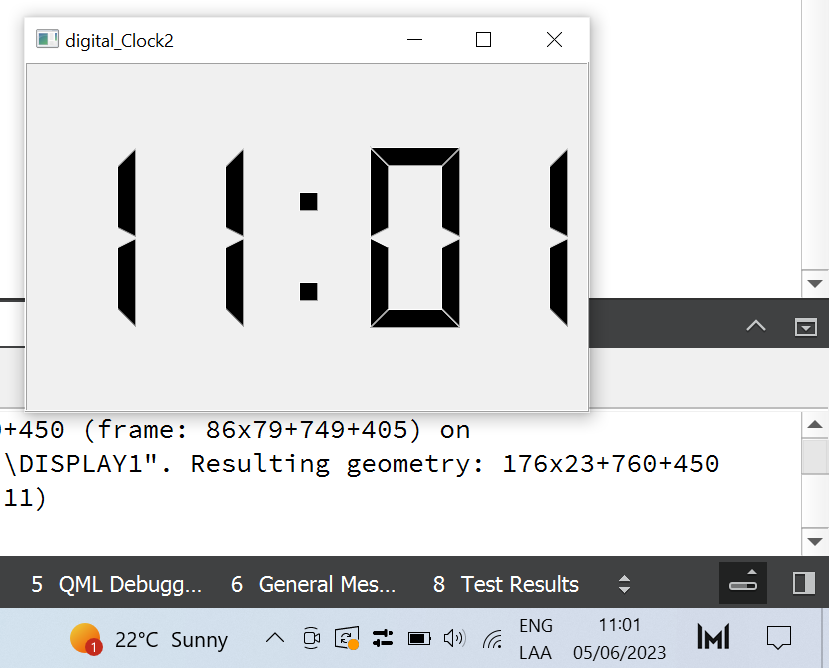 digital_Clock2
11:01
+450 (frame: 86x79+749+405) on
\DISPLAY1". Resulting geometry: 176x23+760+450
11)
5 QML Debugg... 6 General Mes... 8 Test Results
1 22°C Sunny
ENG 11:01
LAA 05/06/2023